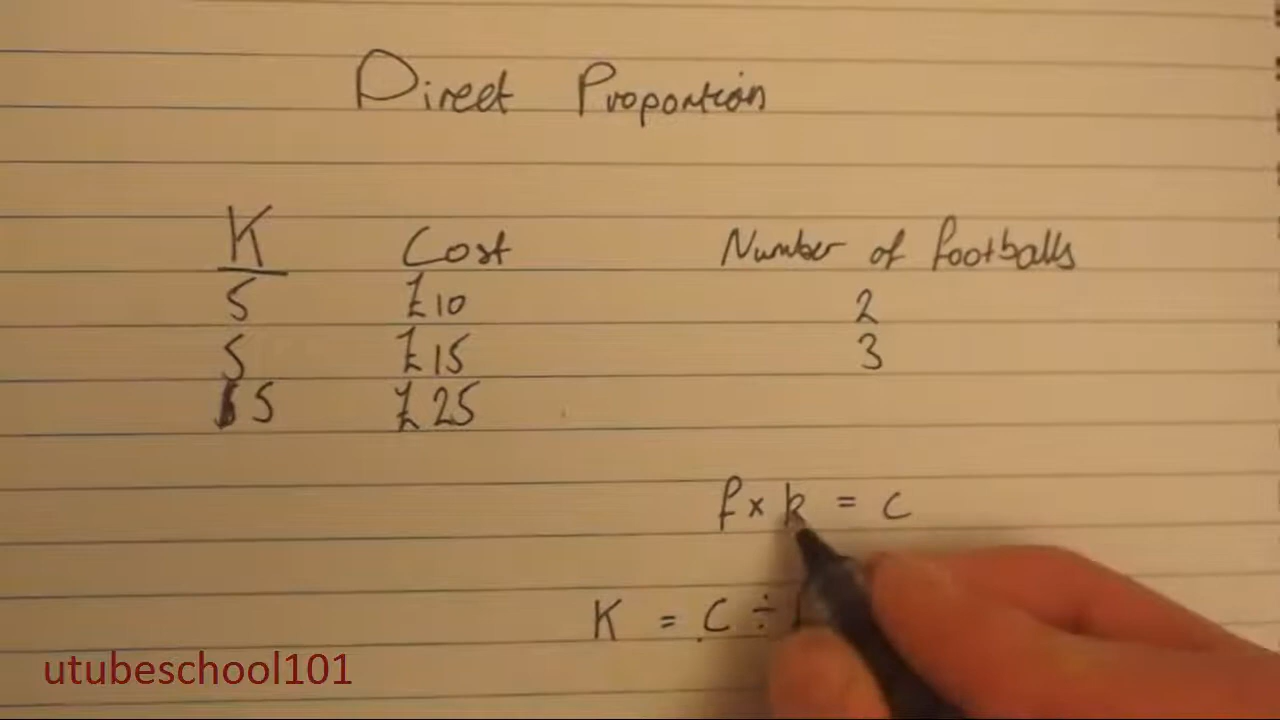 Direct Proportion
K Cost Number of footballs
5 £10 2
5 £15 3
5 £25
f x k = c
K = C ÷
utubeschool101